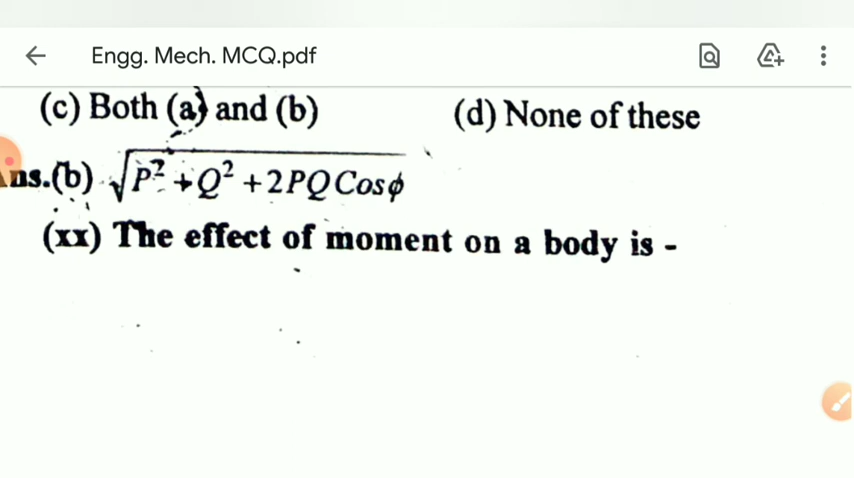 Engg. Mech. MCQ.pdf
(c) Both (a) and (b) (d) None of these
Ans.(b) √P² + Q² + 2PQ Cosϕ
(xx) The effect of moment on a body is -